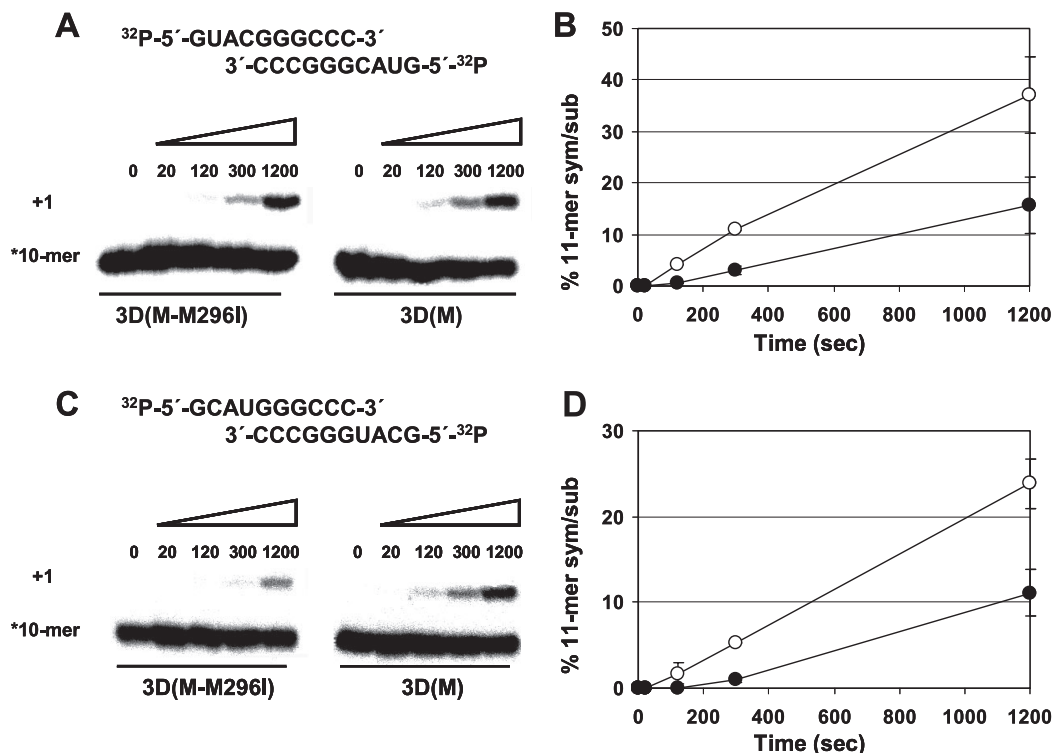 A
³²P-5´-GUACGGGCCC-3´
3´-CCCGGGCAUG-5´-³²P
0 20 120 300 1200
0 20 120 300 1200
+1
*10-mer
3D(M-M296I)
3D(M)
B
% 11-mer sym/sub
50
40
30
20
10
0
0 200 400 600 800 1000 1200
Time (sec)
C
³²P-5´-GCAUGGGCCC-3´
3´-CCCGGGUACG-5´-³²P
0 20 120 300 1200
0 20 120 300 1200
+1
*10-mer
3D(M-M296I)
3D(M)
D
% 11-mer sym/sub
30
20
10
0
0 200 400 600 800 1000 1200
Time (sec)